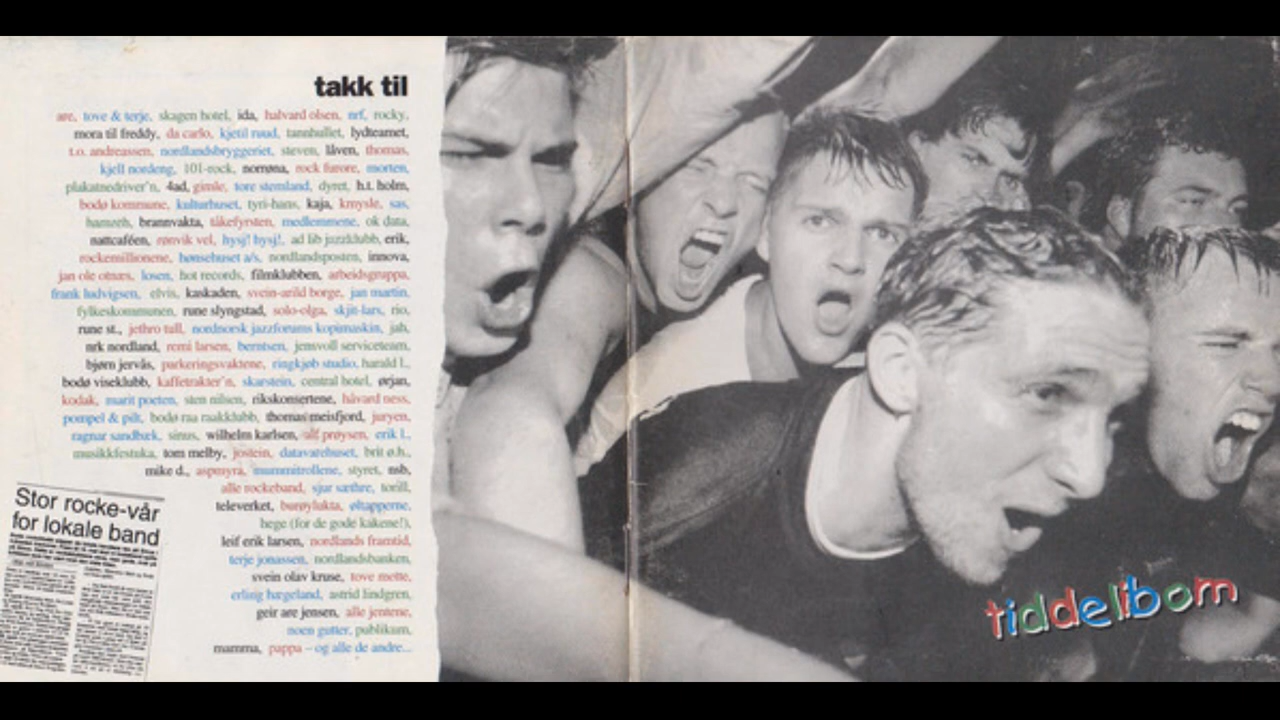 takk til
are, tove & terje, skagen hotel, ida, halvard olsen, nrf, rocky,
mora til freddy, da carlo, kjetil ruud, tannhullet, lydteamet,
t.o. andreassen, nordlandsbryggeriet, steven, låven, thomas,
kjell nordeng, 101-rock, norrøna, rock furore, morten,
plakatnedriver'n, 4ad, gimle, tore stemland, dyret, h.t. holm,
bodø kommune, kulturhuset, tyri-hans, kaja, kmysle, sas,
brannvakta, tåkefyrsten, medlemmene, ok data,
nattcaféen, rønvik vel, hysj! hysj!, ad lib jazzklubb, erik,
rockemillionene, hønsehuset a/s, nordlandsposten, innova,
jan ole otnæs, losen, hot records, filmklubben, arbeidsgruppa,
frank ludvigsen, elvis, kaskaden, svein-arild borge, jan martin,
fylkeskommunen, rune slyngstad, solo-olga, skjit-lars, rio,
rune st., jethro tull, nordnorsk jazzforums kopimaskin, jah,
nrk nordland, remi larsen, berntsen, jensvoll serviceteam,
bjørn jervås, parkeringsvaktene, ringkjøb studio, harald l.,
bodø viseklubb, kaffetrakter'n, skarstein, central hotel, ørjan,
kodak, marit poeten, sten nilsen, rikskonsertene, håvard ness,
pompel & pilt, bodø raa raakklubb, thomas meisfjord, juryen,
ragnar sandbæk, sinus, wilhelm karlsen, alf prøysen, erik l.,
musikkfestuka, tom melby, jostein, datavarehuset, brit ø.h.,
mike d., aspmyra, mummitrollene, styret, nsb,
alle rockeband, sjur sæthre, torill,
televerket, burøylukta, øltapperne,
hege (for de gode kakene!),
leif erik larsen, nordlands framtid,
terje jonassen, nordlandsbanken,
svein olav kruse, tove mette,
erling hægeland, astrid lindgren,
geir are jensen, alle jentene,
noen gutter, publikum,
mamma, pappa – og alle de andre...
Stor rocke-vår
for lokale band
tiddelibom